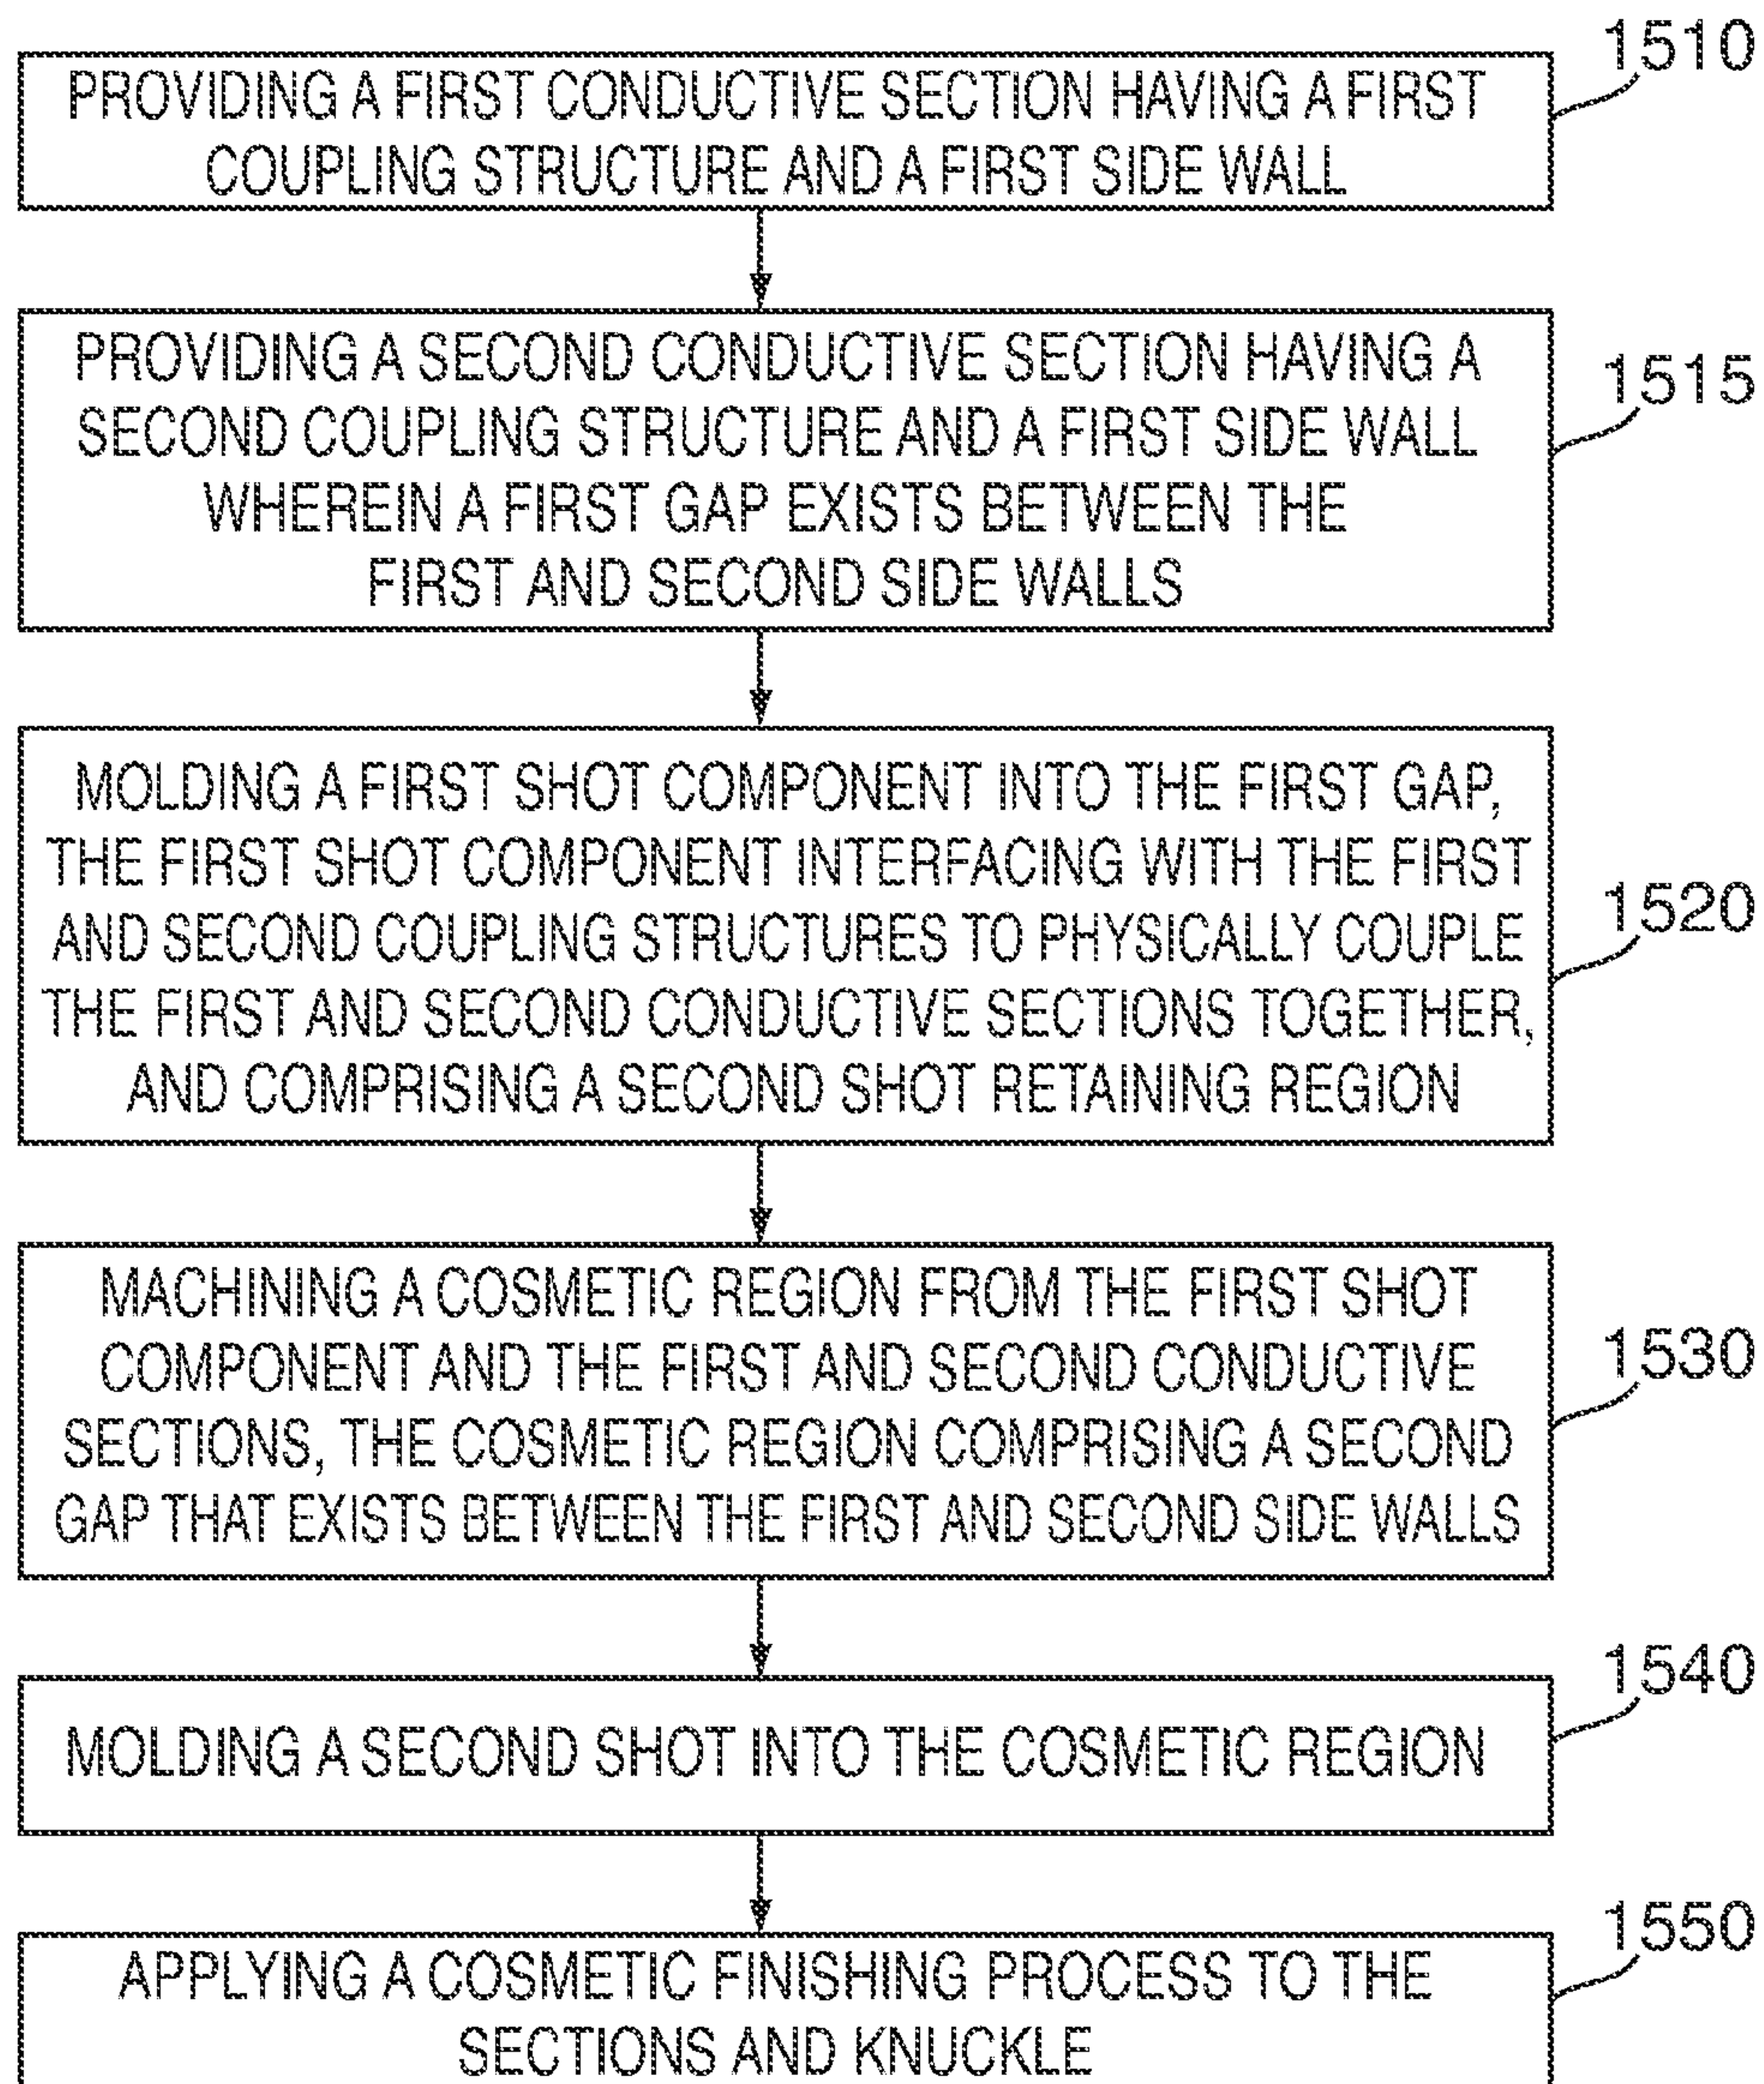 1510
PROVIDING A FIRST CONDUCTIVE SECTION HAVING A FIRST
COUPLING STRUCTURE AND A FIRST SIDE WALL
1515
PROVIDING A SECOND CONDUCTIVE SECTION HAVING A
SECOND COUPLING STRUCTURE AND A FIRST SIDE WALL
WHEREIN A FIRST GAP EXISTS BETWEEN THE
FIRST AND SECOND SIDE WALLS
1520
MOLDING A FIRST SHOT COMPONENT INTO THE FIRST GAP,
THE FIRST SHOT COMPONENT INTERFACING WITH THE FIRST
AND SECOND COUPLING STRUCTURES TO PHYSICALLY COUPLE
THE FIRST AND SECOND CONDUCTIVE SECTIONS TOGETHER,
AND COMPRISING A SECOND SHOT RETAINING REGION
1530
MACHINING A COSMETIC REGION FROM THE FIRST SHOT
COMPONENT AND THE FIRST AND SECOND CONDUCTIVE
SECTIONS, THE COSMETIC REGION COMPRISING A SECOND
GAP THAT EXISTS BETWEEN THE FIRST AND SECOND SIDE WALLS
1540
MOLDING A SECOND SHOT INTO THE COSMETIC REGION
1550
APPLYING A COSMETIC FINISHING PROCESS TO THE
SECTIONS AND KNUCKLE